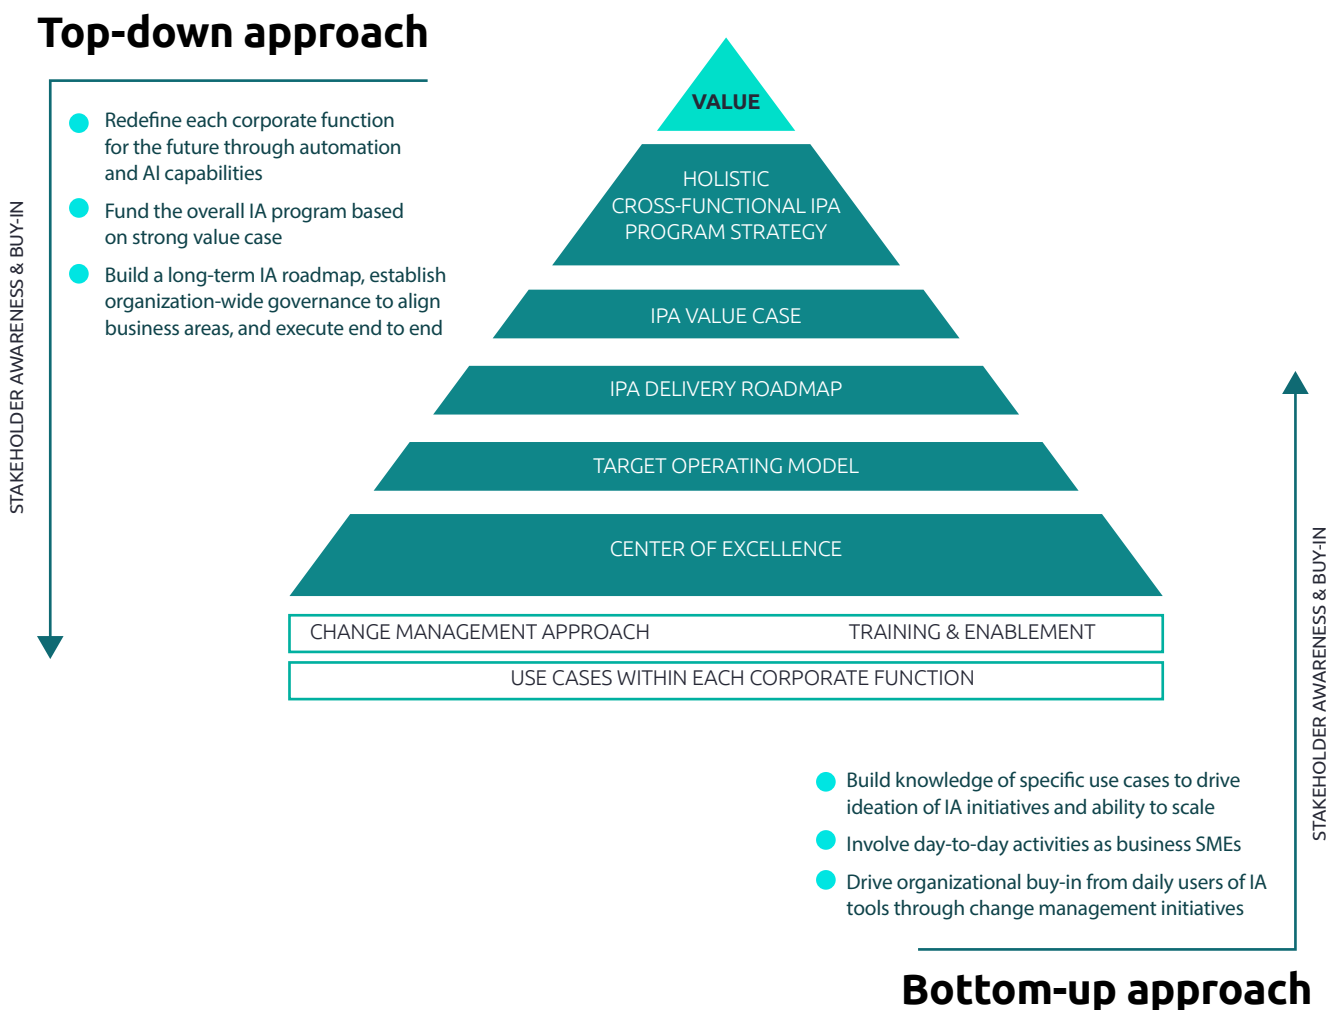 Top-down approach
STAKEHOLDER AWARENESS & BUY-IN
Redefine each corporate function
for the future through automation
and AI capabilities
Fund the overall IA program based
on strong value case
Build a long-term IA roadmap, establish
organization-wide governance to align
business areas, and execute end to end
VALUE
HOLISTIC
CROSS-FUNCTIONAL IPA
PROGRAM STRATEGY
IPA VALUE CASE
IPA DELIVERY ROADMAP
TARGET OPERATING MODEL
CENTER OF EXCELLENCE
CHANGE MANAGEMENT APPROACH
TRAINING & ENABLEMENT
USE CASES WITHIN EACH CORPORATE FUNCTION
Build knowledge of specific use cases to drive
ideation of IA initiatives and ability to scale
Involve day-to-day activities as business SMEs
Drive organizational buy-in from daily users of IA
tools through change management initiatives
STAKEHOLDER AWARENESS & BUY-IN
Bottom-up approach